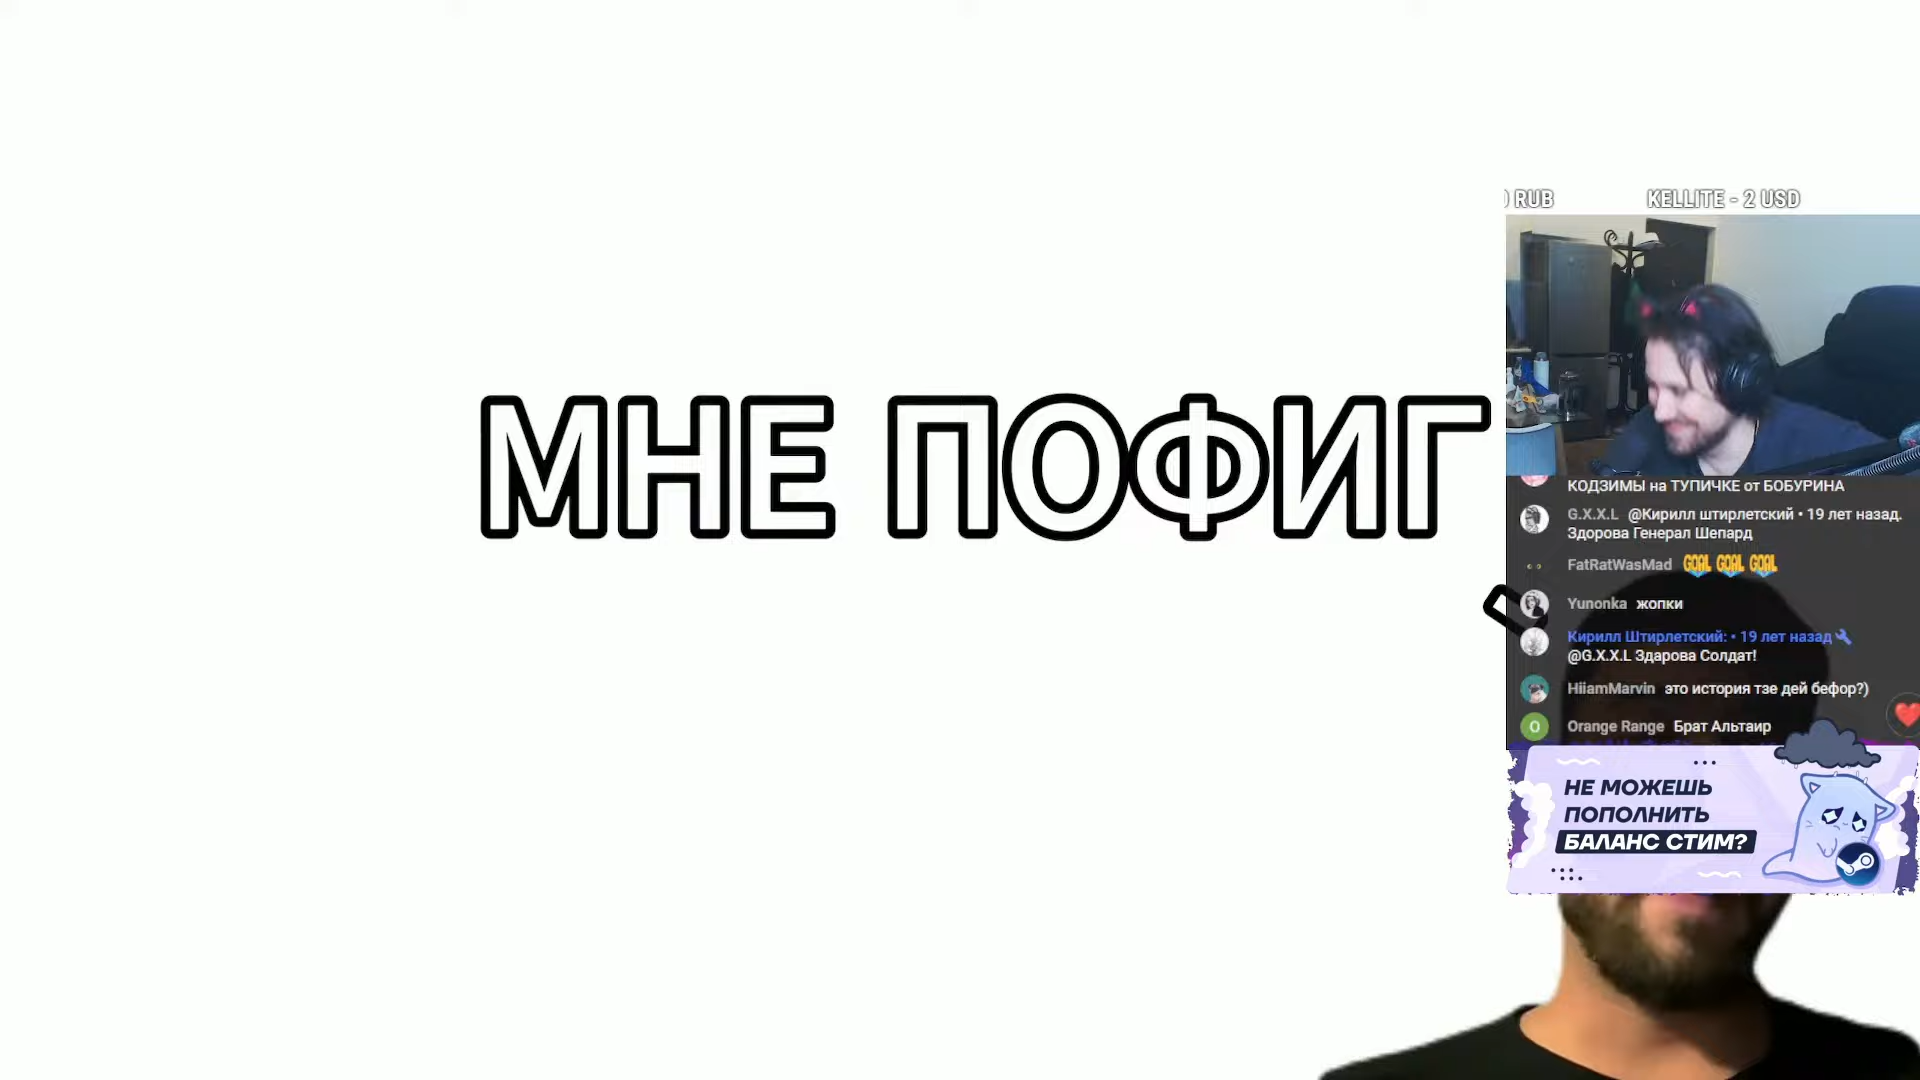 RUB KELLITE - 2 USD
МНЕ ПОФИГ
КОДЗИМЫ на ТУПИЧКЕ от БОБУРИНА
G.X.X.L @Кирилл штирлетский • 19 лет назад.
Здорова Генерал Шепард
FatRatWasMad GOAL GOAL GOAL
Yunonka жопки
Кирилл Штирлетский: • 19 лет назад
@G.X.X.L Здарова Солдат!
HiiamMarvin это история тзе дей бефор?)
O Orange Range Брат Альтаир
НЕ МОЖЕШЬ
ПОПОЛНИТЬ
БАЛАНС СТИМ?